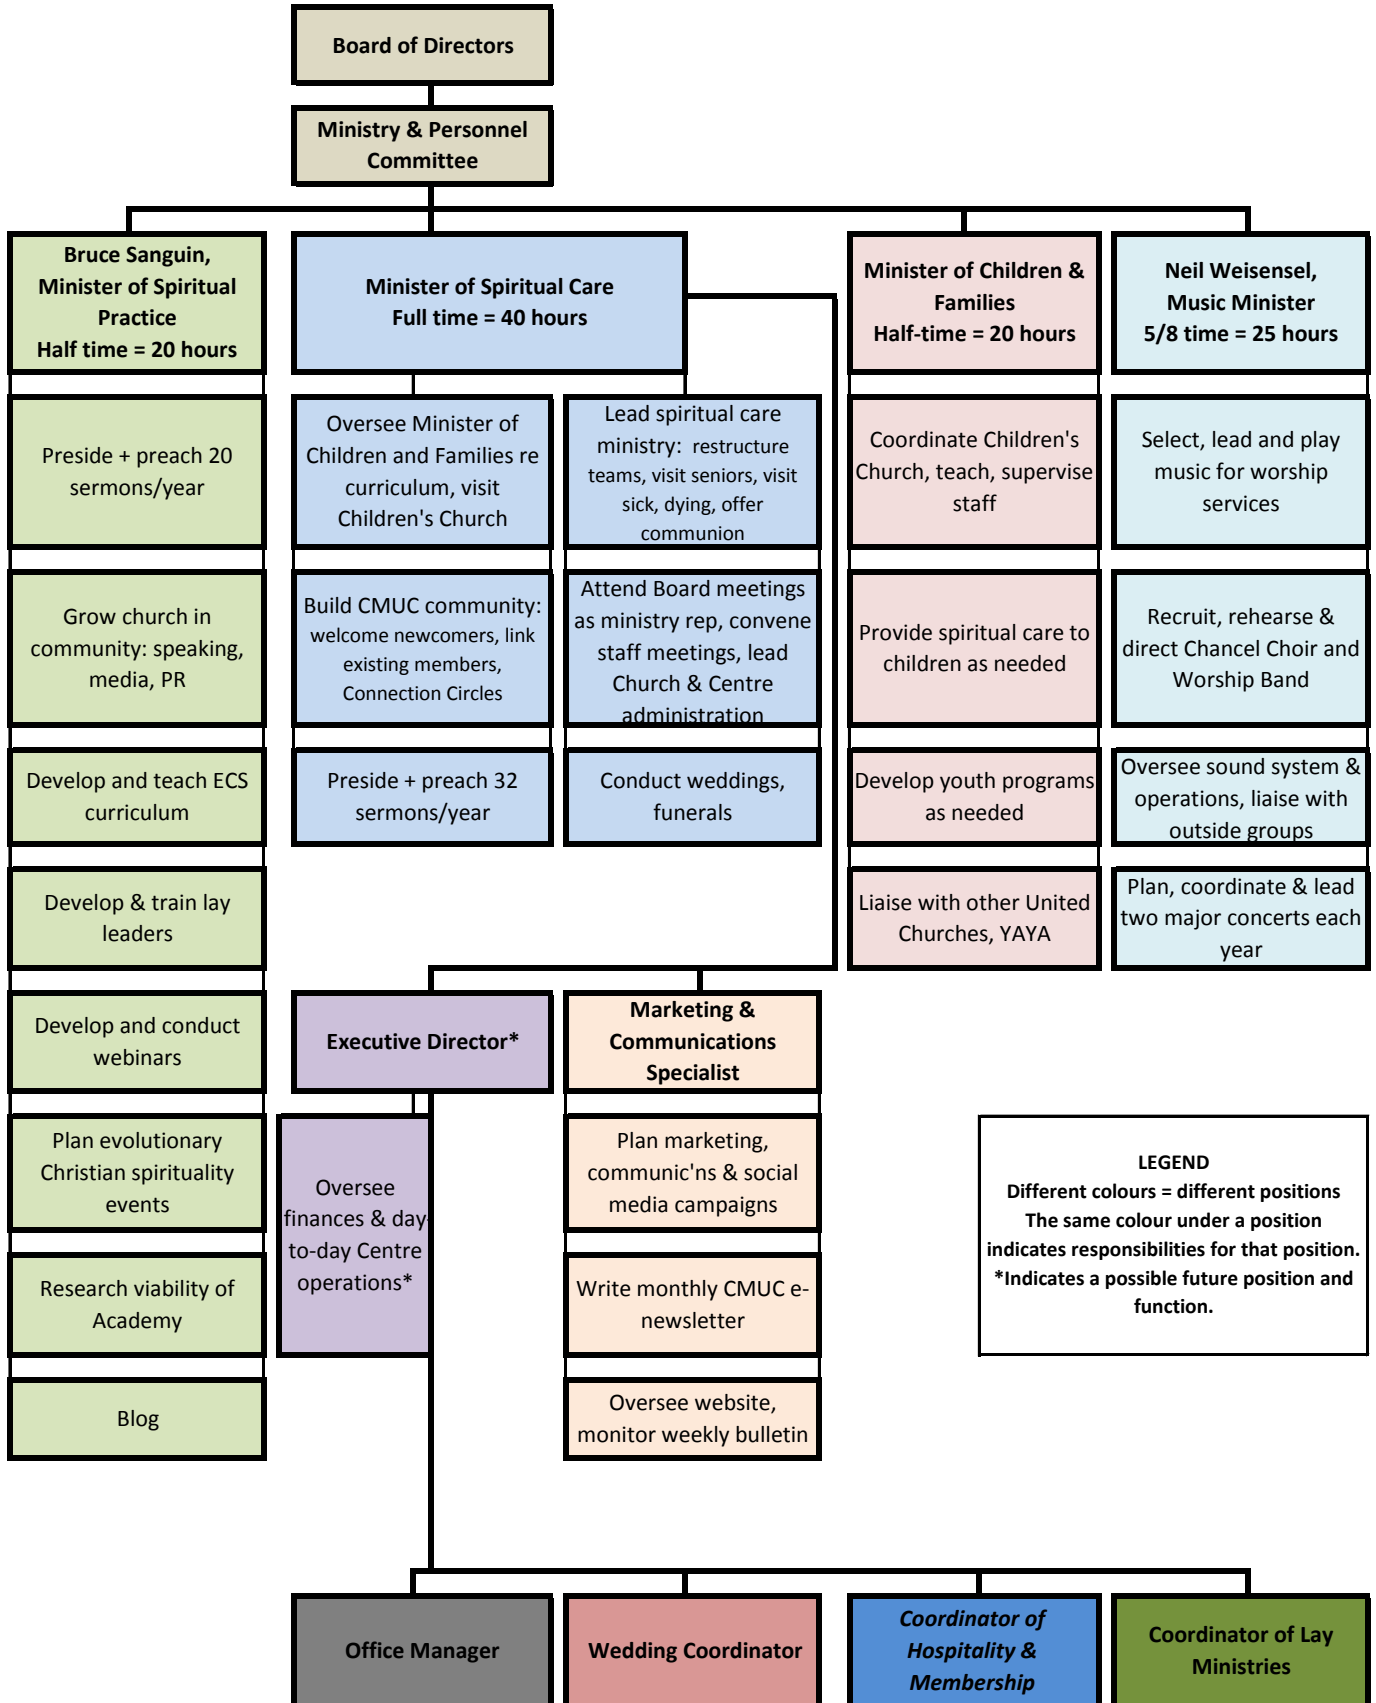 Board of Directors
Ministry & Personnel
Committee
Bruce Sanguin,
Minister of Spiritual
Practice
Half time = 20 hours
Minister of Spiritual Care
Full time = 40 hours
Minister of Children &
Families
Half-time = 20 hours
Neil Weisensel,
Music Minister
5/8 time = 25 hours
Preside + preach 20
sermons/year
Oversee Minister of
Children and Families re
curriculum, visit
Children's Church
Lead spiritual care
ministry: restructure
teams, visit seniors, visit
sick, dying, offer
communion
Coordinate Children's
Church, teach, supervise
staff
Select, lead and play
music for worship
services
Grow church in
community: speaking,
media, PR
Build CMUC community:
welcome newcomers, link
existing members,
Connection Circles
Attend Board meetings
as ministry rep, convene
staff meetings, lead
Church & Centre
administration
Provide spiritual care to
children as needed
Recruit, rehearse &
direct Chancel Choir and
Worship Band
Develop and teach ECS
curriculum
Preside + preach 32
sermons/year
Conduct weddings,
funerals
Develop youth programs
as needed
Oversee sound system &
operations, liaise with
outside groups
Develop & train lay
leaders
Liaise with other United
Churches, YAYA
Plan, coordinate & lead
two major concerts each
year
Develop and conduct
webinars
Executive Director*
Marketing &
Communications
Specialist
Plan evolutionary
Christian spirituality
events
Oversee
finances & day-
to-day Centre
operations*
Plan marketing,
communic'ns & social
media campaigns
LEGEND
Different colours = different positions
The same colour under a position
indicates responsibilities for that position.
*Indicates a possible future position and
function.
Research viability of
Academy
Write monthly CMUC e-
newsletter
Blog
Oversee website,
monitor weekly bulletin
Office Manager
Wedding Coordinator
Coordinator of
Hospitality &
Membership
Coordinator of Lay
Ministries